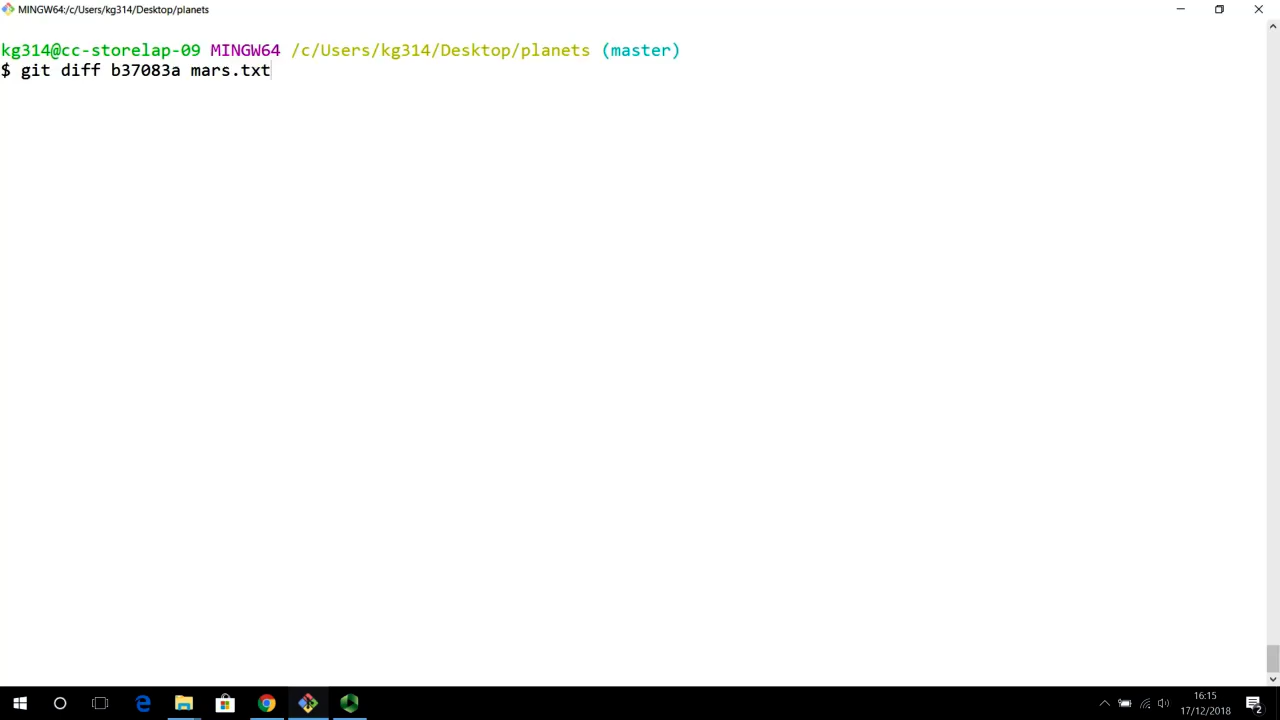 MINGW64:/c/Users/kg314/Desktop/planets
kg314@cc-storelap-09 MINGW64 /c/Users/kg314/Desktop/planets (master)
$ git diff b37083a mars.txt
16:15
17/12/2018
2